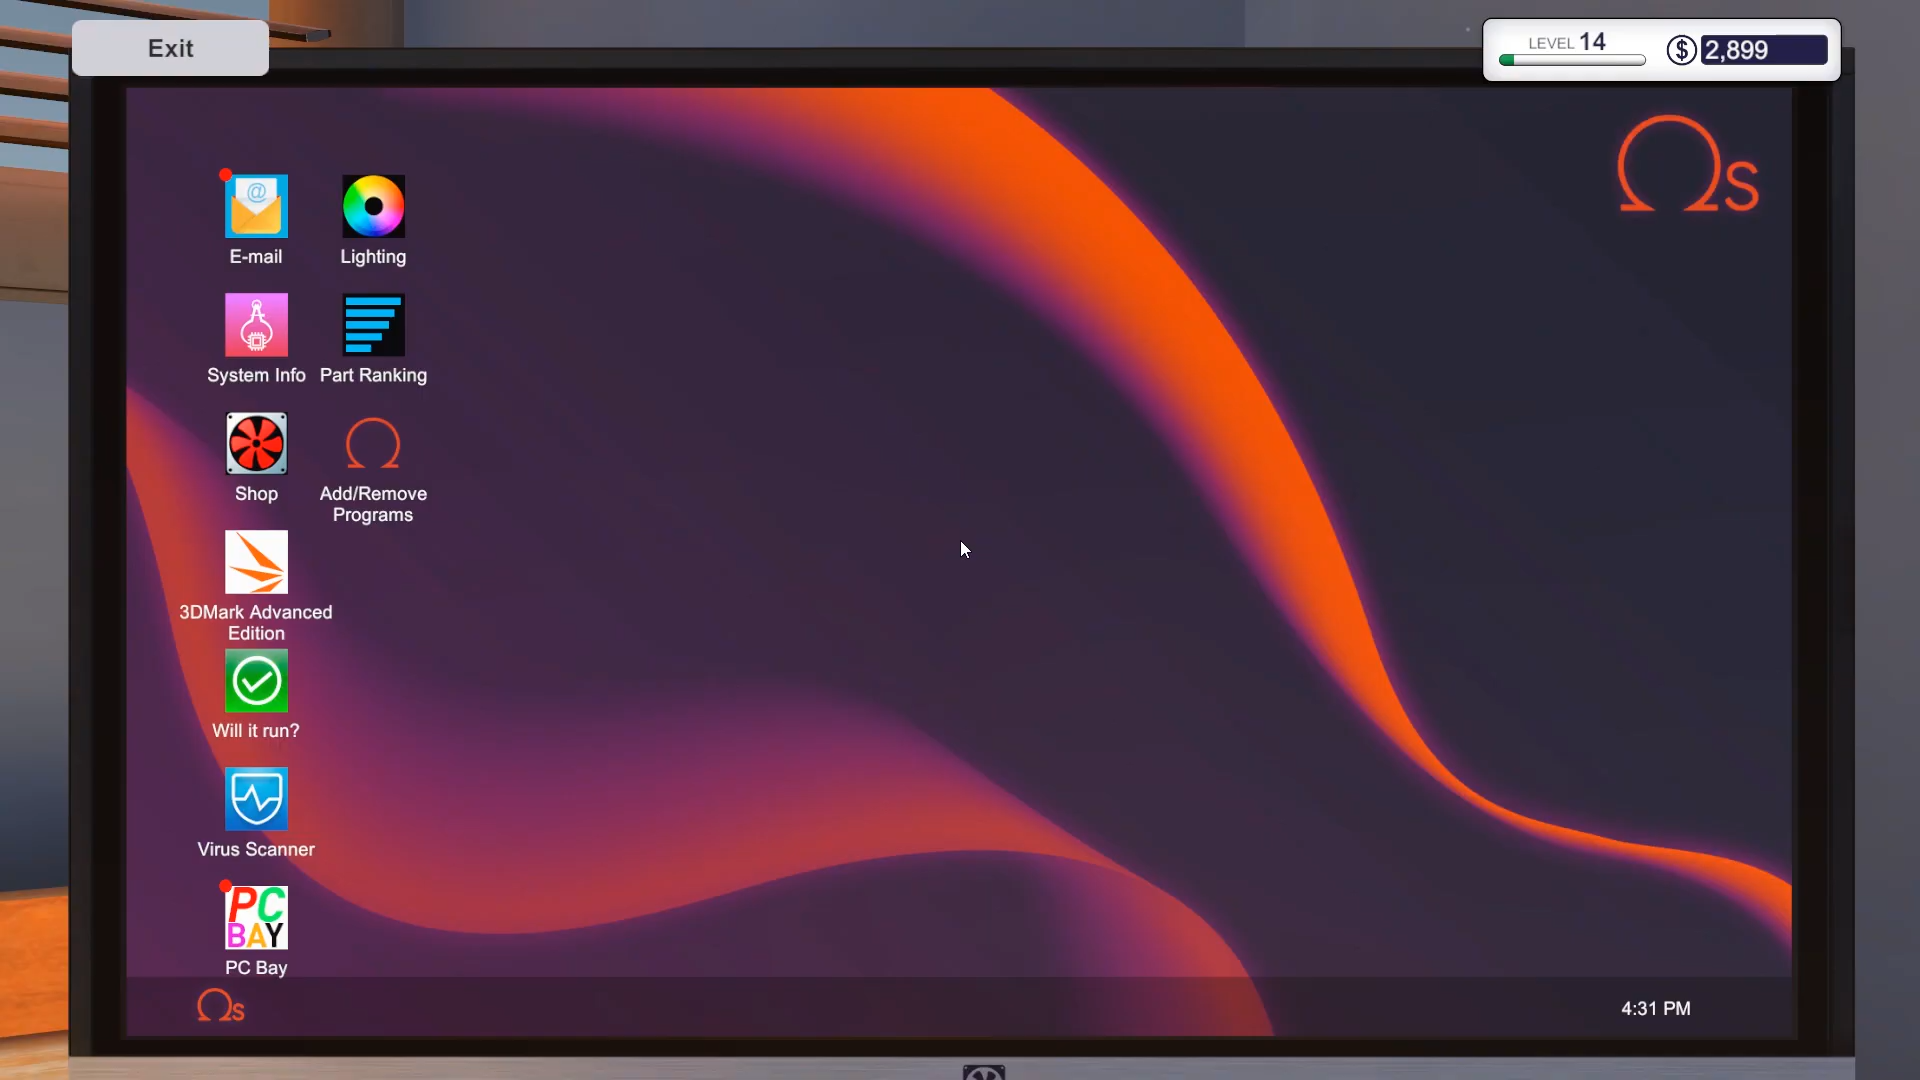 Exit
LEVEL 14
$ 2,899
Ωs
@
E-mail
Lighting
System Info
Part Ranking
Shop
Add/Remove
Programs
3DMark Advanced
Edition
Will it run?
Virus Scanner
PC
BAY
PC Bay
Ωs
4:31 PM